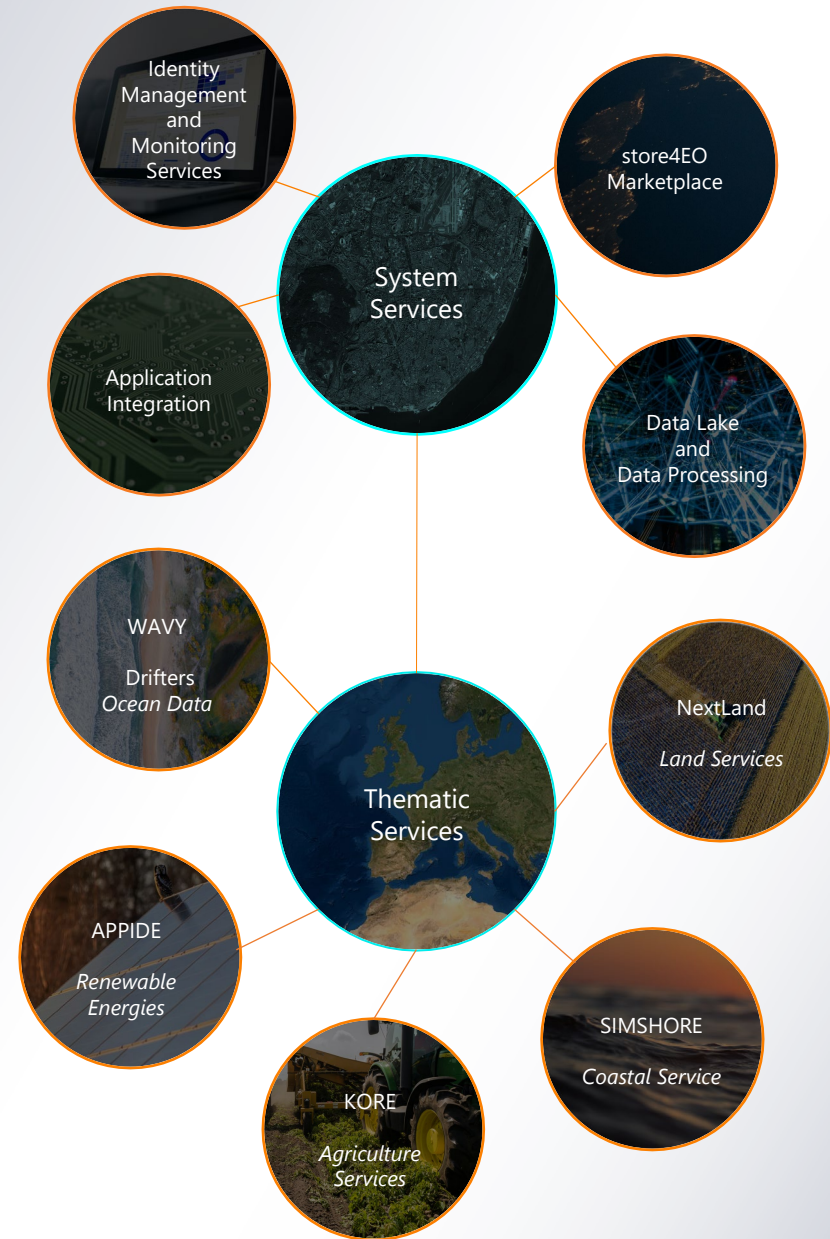 Identity
Management
and
Monitoring
Services
store4EO
Marketplace
System
Services
Application
Integration
Data Lake
and
Data Processing
WAVY
Drifters
Ocean Data
NextLand
Land Services
Thematic
Services
APPIDE
Renewable
Energies
SIMSHORE
Coastal Service
KORE
Agriculture
Services